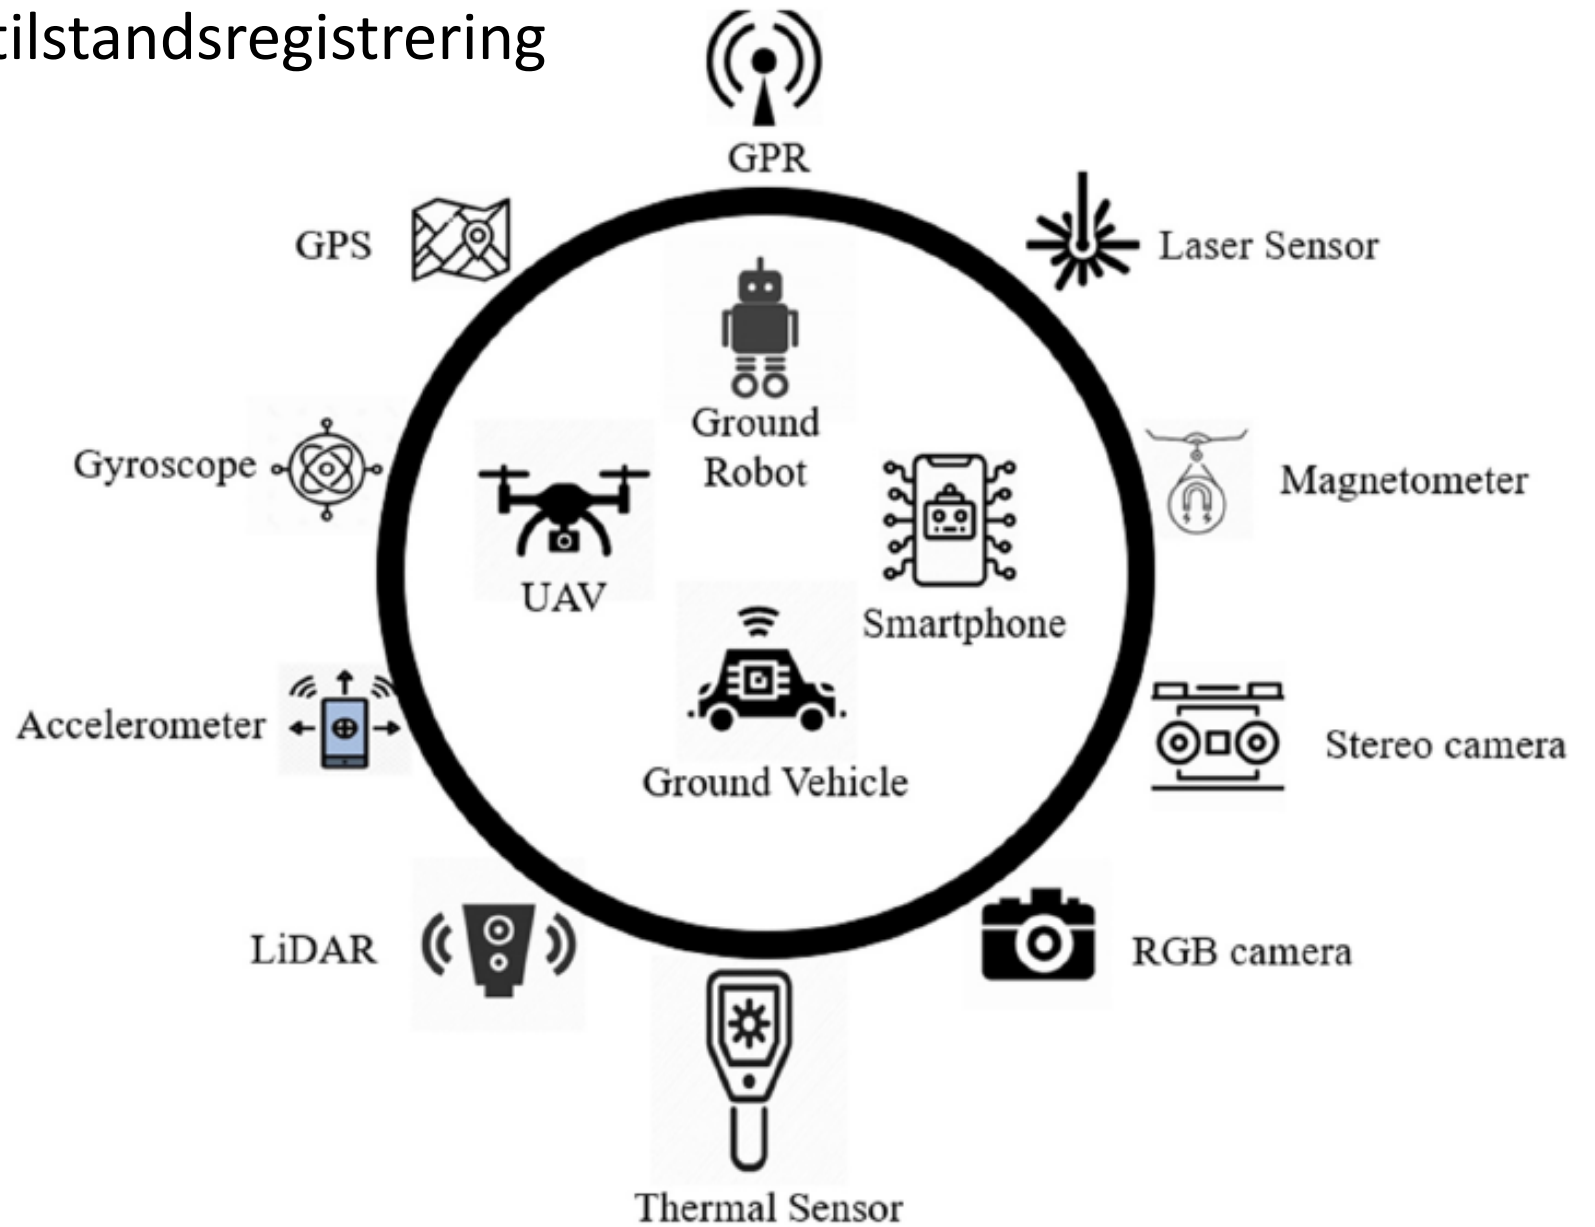 tilstandsregistrering
GPR
GPS
Laser Sensor
Ground
Robot
Gyroscope
Magnetometer
UAV
Smartphone
Accelerometer
Stereo camera
Ground Vehicle
LiDAR
RGB camera
Thermal Sensor